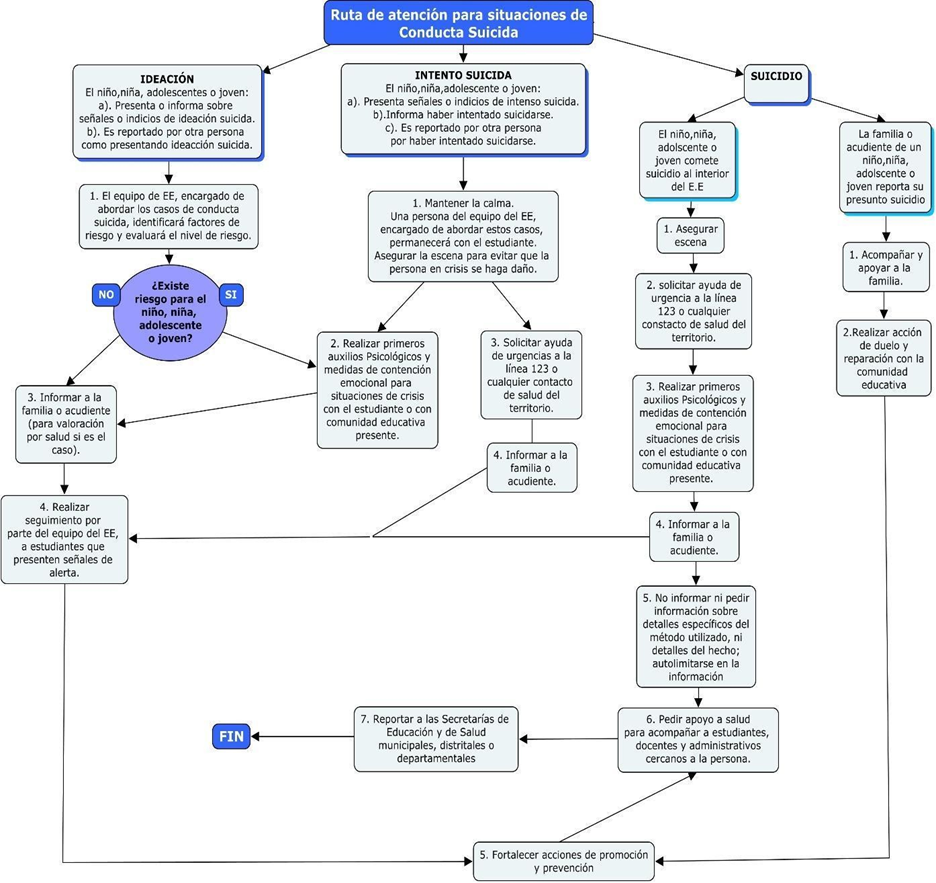 Ruta de atención para situaciones de
Conducta Suicida
IDEACIÓN
El niño,niña, adolescentes o joven:
a). Presenta o informa sobre
señales o indicios de ideación suicida.
b). Es reportado por otra persona
como presentando ideacción suicida.
1. El equipo de EE, encargado de
abordar los casos de conducta
suicida, identificará factores de
riesgo y evaluará el nivel de riesgo.
NO
¿Existe
riesgo para el
niño, niña,
adolescente
o joven?
SI
3. Informar a la
familia o acudiente
(para valoración
por salud si es el
caso).
4. Realizar
seguimiento por
parte del equipo del EE,
a estudiantes que
presenten señales de
alerta.
INTENTO SUICIDA
El niño,niña,adolescente o joven:
a). Presenta señales o indicios de intenso suicida.
b).Informa haber intentado suicidarse.
c). Es reportado por otra persona
por haber intentado suicidarse.
1. Mantener la calma.
Una persona del equipo del EE,
encargado de abordar estos casos,
permanecerá con el estudiante.
Asegurar la escena para evitar que la
persona en crisis se haga daño.
2. Realizar primeros
auxilios Psicológicos y
medidas de contención
emocional para
situaciones de crisis
con el estudiante o con
comunidad educativa
presente.
3. Solicitar ayuda
de urgencias a la
línea 123 o
cualquier contacto
de salud del
territorio.
4. Informar a la
familia o
acudiente.
SUICIDIO
El niño,niña,
adolscente o
joven comete
suicidio al interior
del E.E
1. Asegurar
escena
2. solicitar ayuda de
urgencia a la línea
123 o cualquier
constacto de salud del
territorio.
3. Realizar primeros
auxilios Psicológicos y
medidas de contención
emocional para
situaciones de crisis
con el estudiante o con
comunidad educativa
presente.
4. Informar a la
familia o
acudiente.
5. No informar ni pedir
información sobre
detalles específicos del
método utilizado, ni
detalles del hecho;
autolimitarse en la
información
6. Pedir apoyo a salud
para acompañar a estudiantes,
docentes y administrativos
cercanos a la persona.
7. Reportar a las Secretarías de
Educación y de Salud
municipales, distritales o
departamentales
FIN
La familia o
acudiente de un
niño,niña,
adolscente o
joven reporta su
presunto suicidio
1. Acompañar y
apoyar a la
familia.
2.Realizar acción
de duelo y
reparación con la
comunidad
educativa
5. Fortalecer acciones de promoción
y prevención